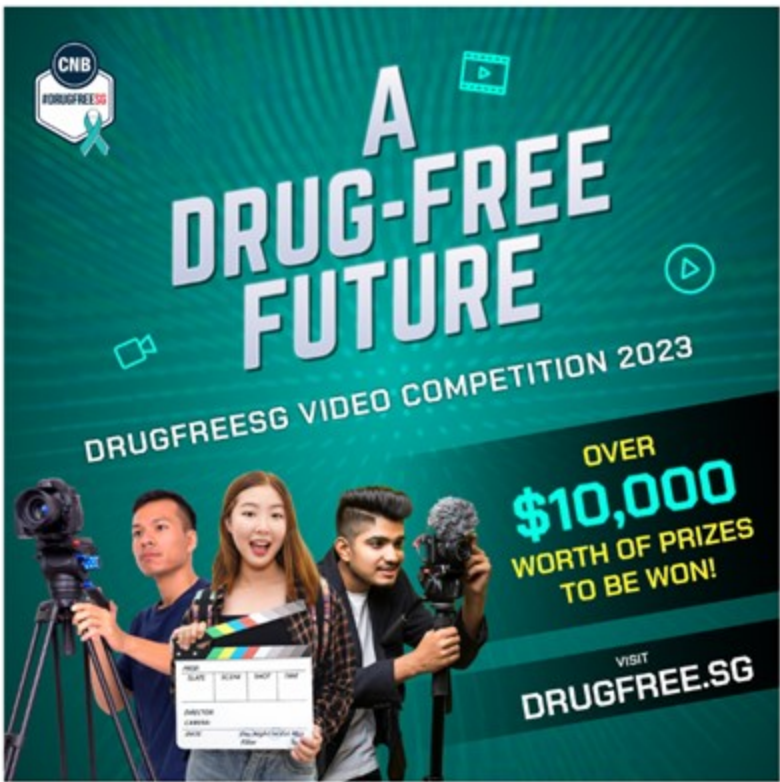 CNB
#DRUGFREESG
A
DRUG-FREE
FUTURE
DRUGFREESG VIDEO COMPETITION 2023
OVER
$10,000
WORTH OF PRIZES
TO BE WON!
VISIT
DRUGFREE.SG
PROD.
SLATE SCENE SHOT TAKE
DIRECTOR:
CAMERA:
DATE
Filter